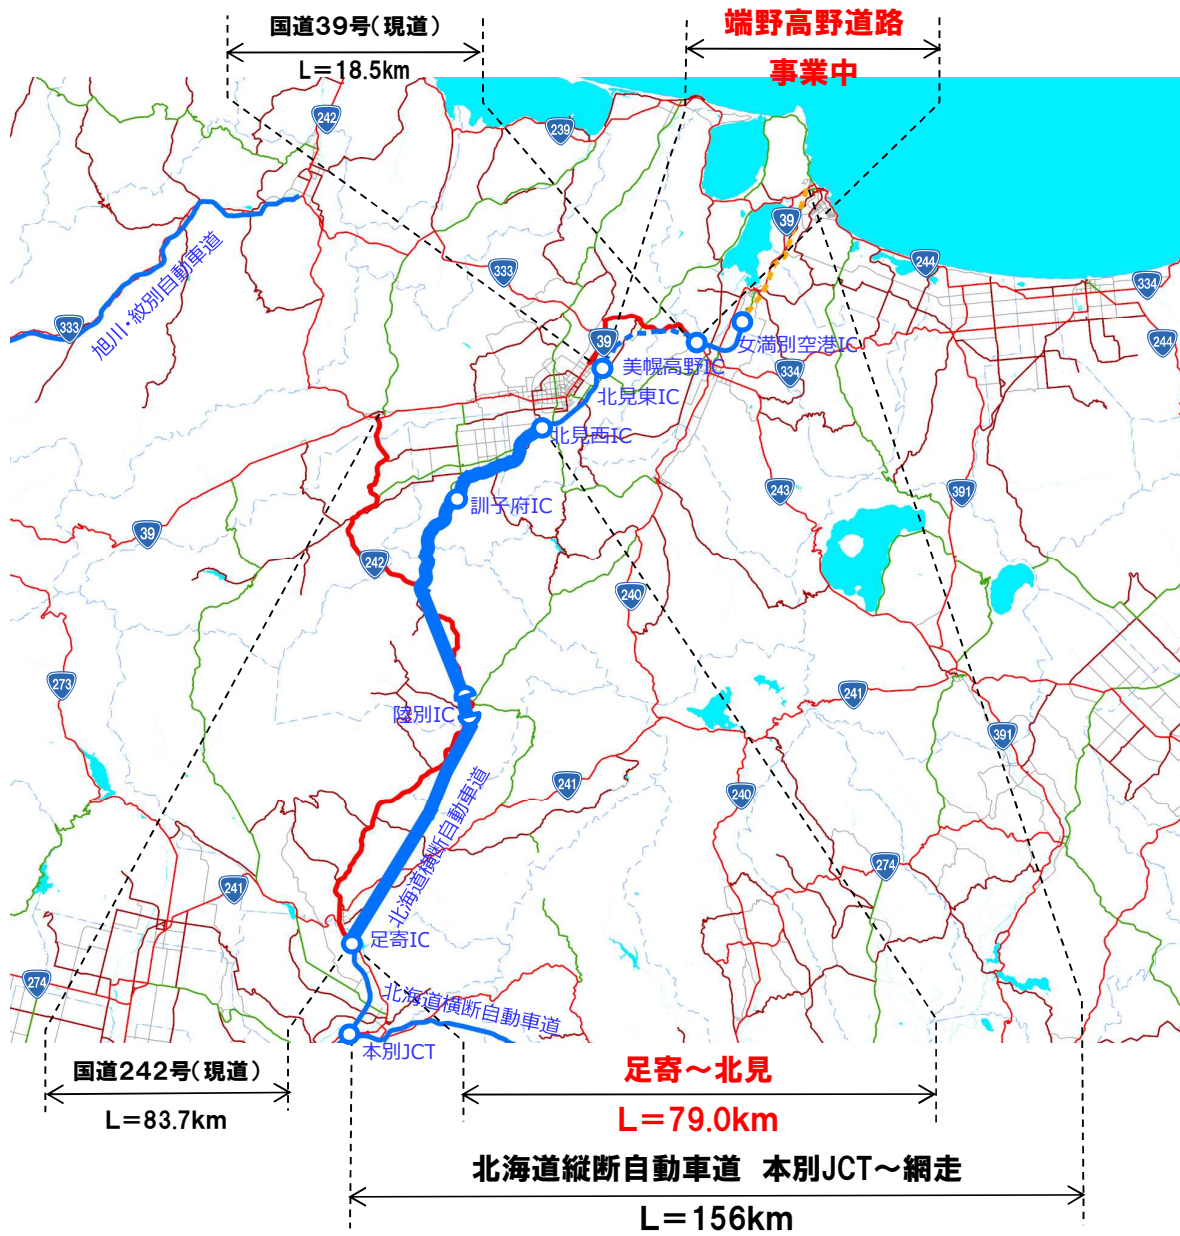 国道39号(現道)
L=18.5km
端野高野道路
事業中
242
239
39
333
244
334
333
旭川・紋別自動車道
39
女満別空港IC
美幌高野IC
334
244
北見東IC
北見西IC
訓子府IC
243
391
39
242
240
273
陸別IC
241
391
241
240
北海道横断自動車道
274
241
足寄IC
274
北海道横断自動車道
本別JCT
国道242号(現道)
L=83.7km
足寄～北見
L=79.0km
北海道縦断自動車道 本別JCT～網走
L=156km